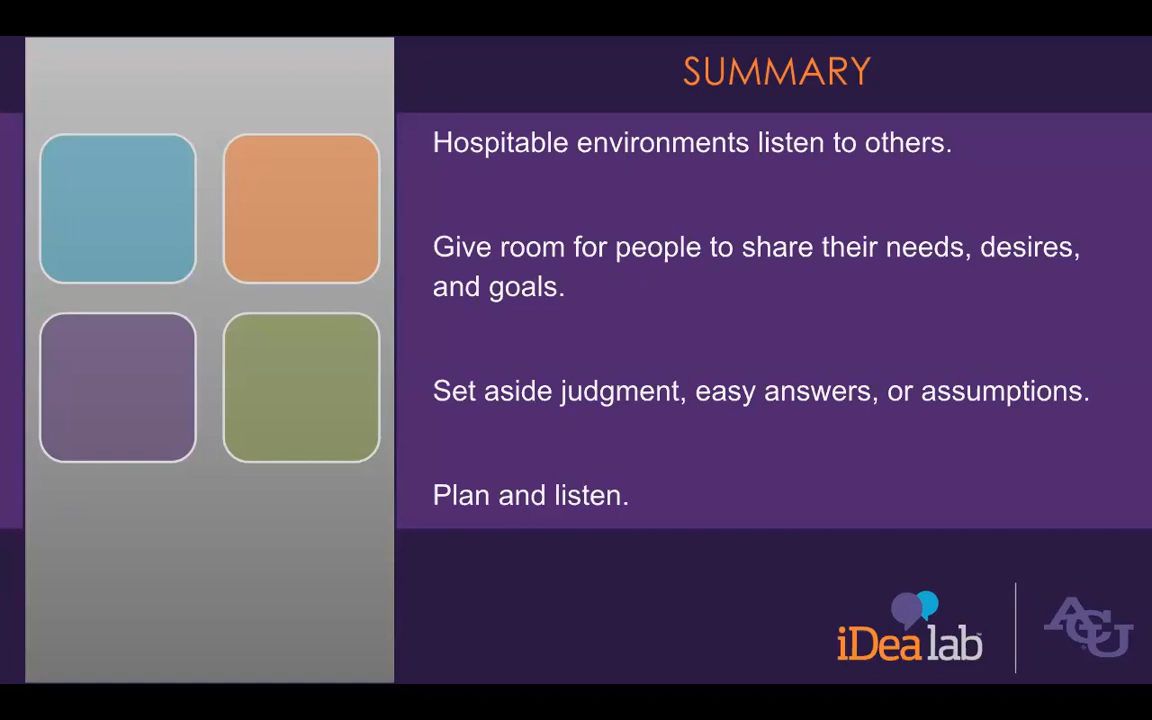 SUMMARY
Hospitable environments listen to others.
Give room for people to share their needs, desires,
and goals.
Set aside judgment, easy answers, or assumptions.
Plan and listen.
iDea lab™
ACU